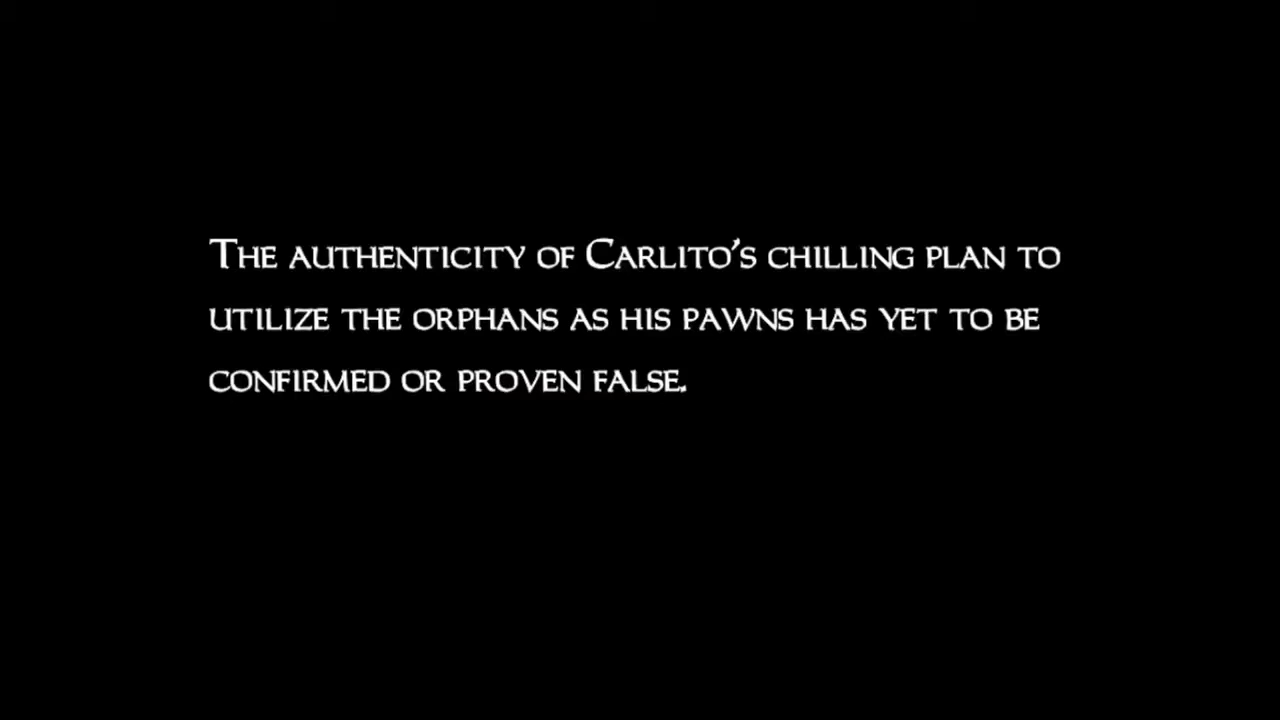 The authenticity of Carlito's chilling plan to
utilize the orphans as his pawns has yet to be
confirmed or proven false.